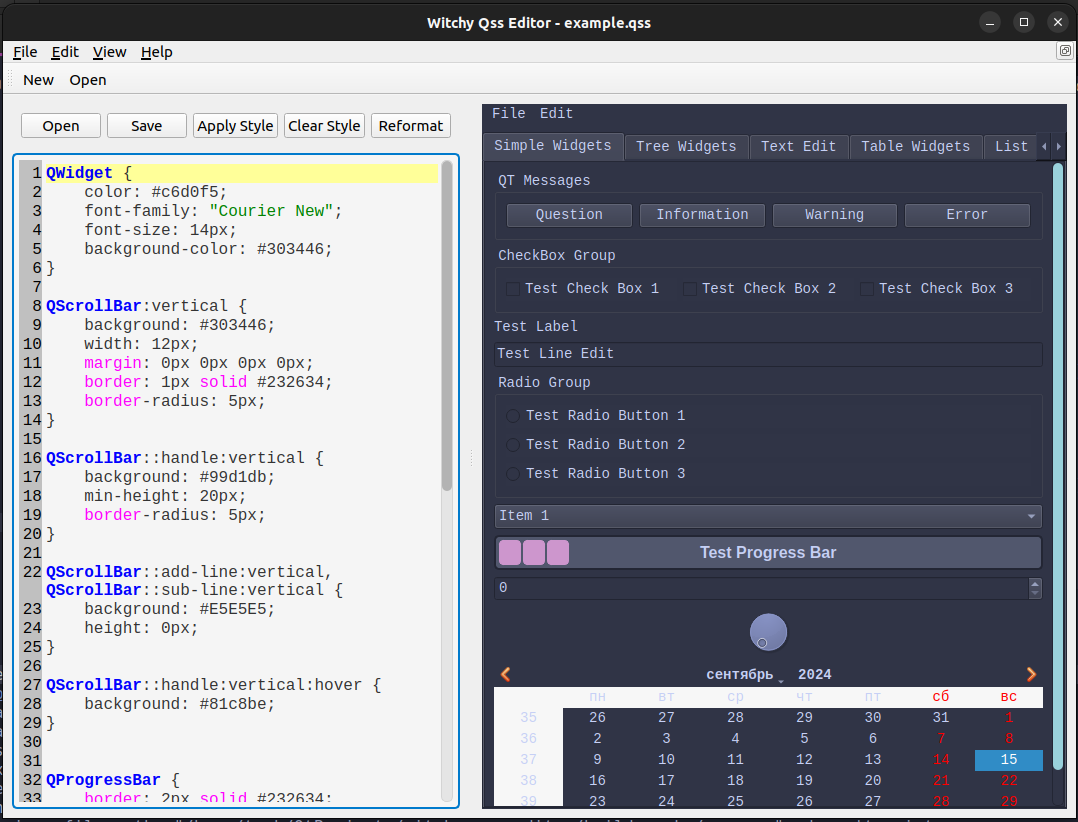 Witchy Qss Editor - example.qss
File Edit View Help
New Open
Open Save Apply Style Clear Style Reformat
1 QWidget {
2 color: #c6d0f5;
3 font-family: "Courier New";
4 font-size: 14px;
5 background-color: #303446;
6 }
7
8 QScrollBar:vertical {
9 background: #303446;
10 width: 12px;
11 margin: 0px 0px 0px 0px;
12 border: 1px solid #232634;
13 border-radius: 5px;
14 }
15
16 QScrollBar::handle:vertical {
17 background: #99d1db;
18 min-height: 20px;
19 border-radius: 5px;
20 }
21
22 QScrollBar::add-line:vertical,
QScrollBar::sub-line:vertical {
23 background: #E5E5E5;
24 height: 0px;
25 }
26
27 QScrollBar::handle:vertical:hover {
28 background: #81c8be;
29 }
30
31
32 QProgressBar {
33 border: 2px solid #232634;
File Edit
Simple Widgets Tree Widgets Text Edit Table Widgets List
QT Messages
Question Information Warning Error
CheckBox Group
Test Check Box 1 Test Check Box 2 Test Check Box 3
Test Label
Test Line Edit
Radio Group
Test Radio Button 1
Test Radio Button 2
Test Radio Button 3
Item 1
Test Progress Bar
0
сентябрь 2024
пн вт ср чт пт сб вс
35 26 27 28 29 30 31 1
36 2 3 4 5 6 7 8
37 9 10 11 12 13 14 15
38 16 17 18 19 20 21 22
39 23 24 25 26 27 28 29